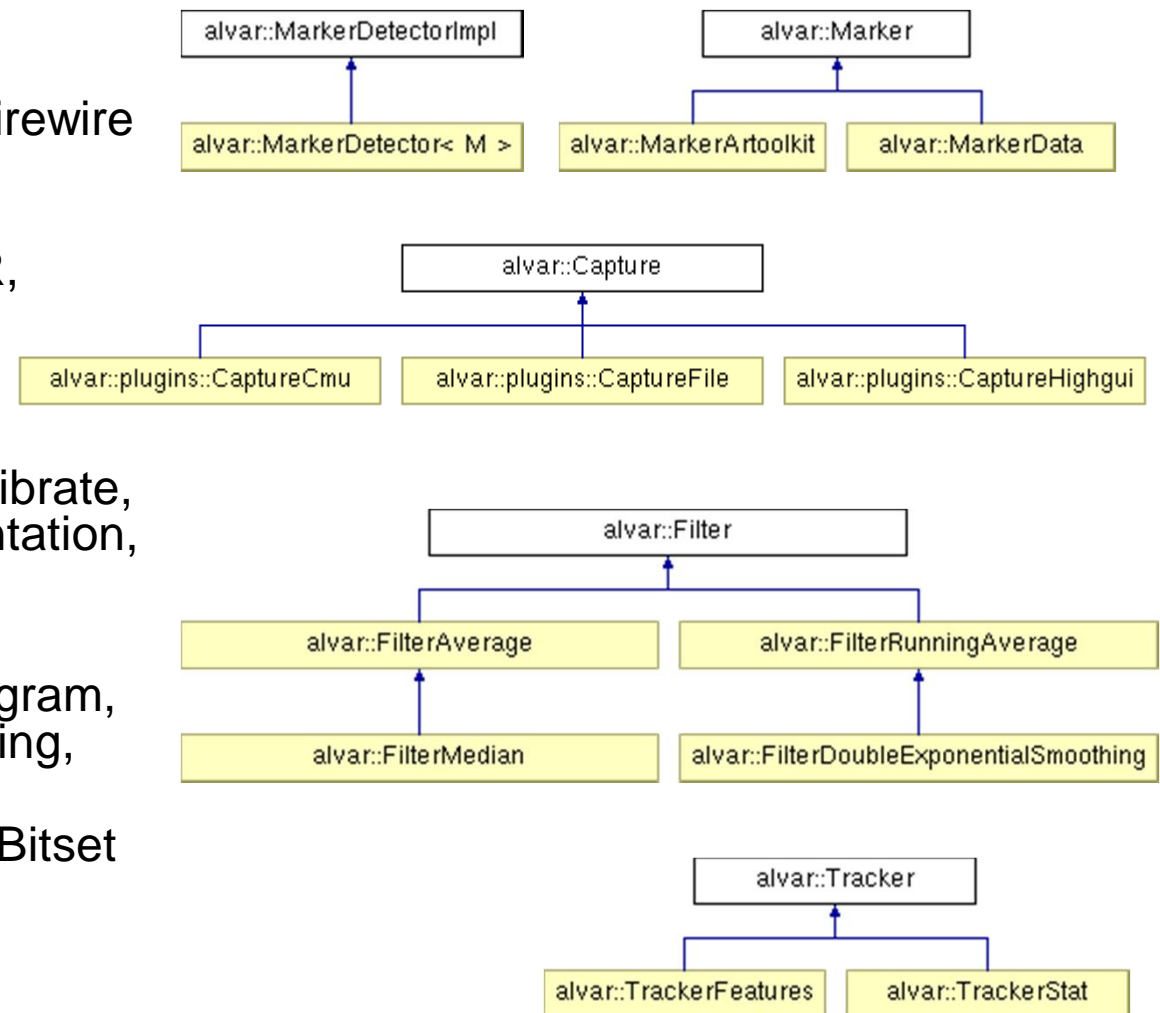 alvar::MarkerDetectorImpl
alvar::Marker
irewire
alvar::MarkerDetector< M >
alvar::MarkerArtoolkit
alvar::MarkerData
R,
alvar::Capture
alvar::plugins::CaptureCmu
alvar::plugins::CaptureFile
alvar::plugins::CaptureHighgui
ibrate,
ntation,
alvar::Filter
alvar::FilterAverage
alvar::FilterRunningAverage
gram,
ing,
alvar::FilterMedian
alvar::FilterDoubleExponentialSmoothing
Bitset
alvar::Tracker
alvar::TrackerFeatures
alvar::TrackerStat